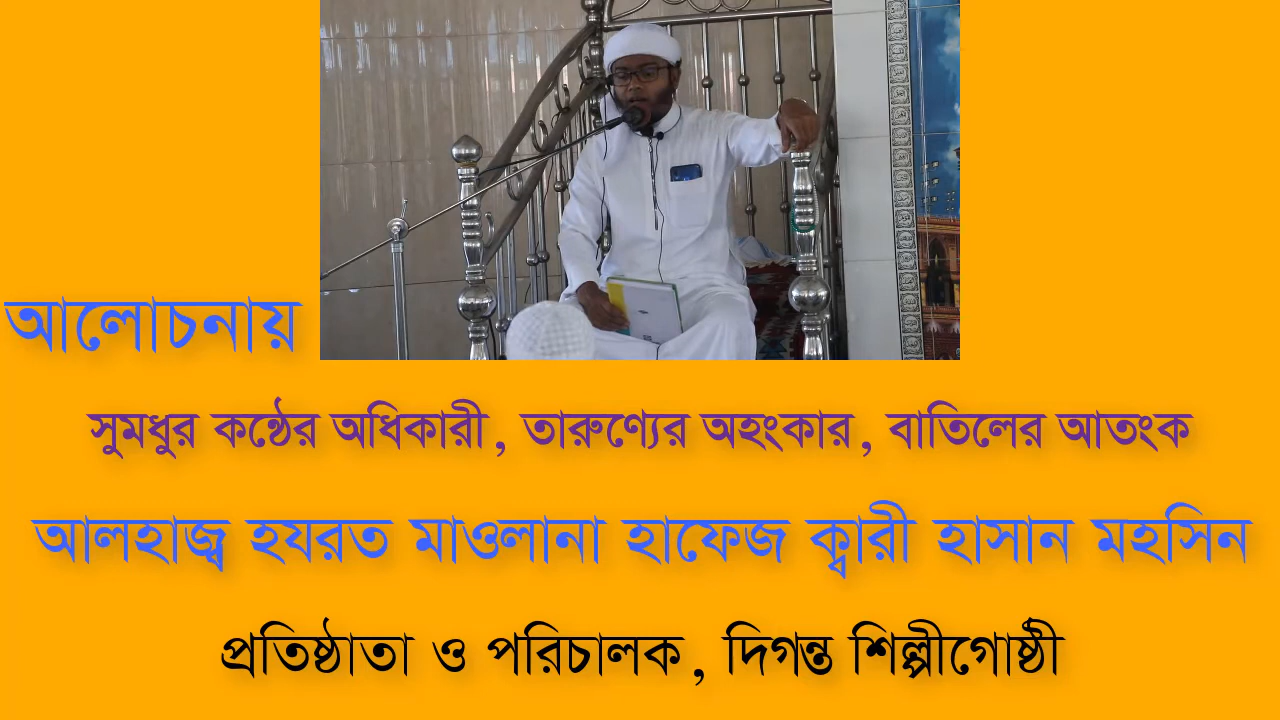 আলোচনায়
সুমধুর কন্ঠের অধিকারী, তারুণ্যের অহংকার, বাতিলের আতংক
আলহাজ্ব হযরত মাওলানা হাফেজ ক্বারী হাসান মহসিন
প্রতিষ্ঠাতা ও পরিচালক, দিগন্ত শিল্পীগোষ্ঠী